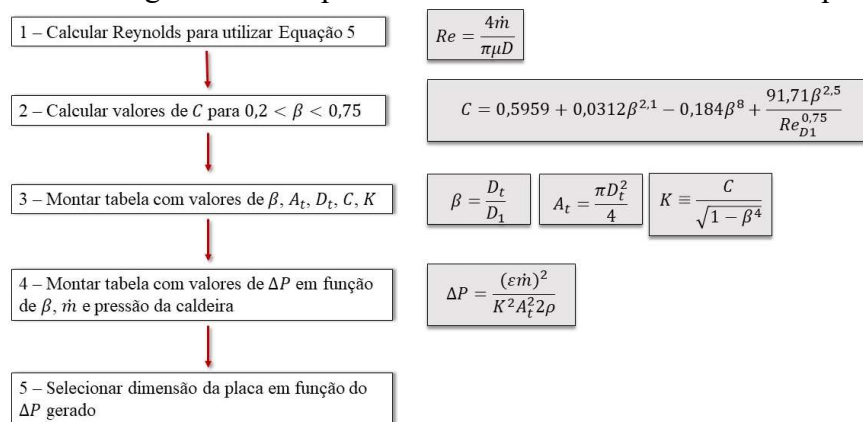 1 – Calcular Reynolds para utilizar Equação 5
Re = 4ṁ / πμD
2 – Calcular valores de C para 0,2 < β < 0,75
C = 0,5959 + 0,0312β^2,1 − 0,184β^8 + 91,71β^2,5 / Re_D1^0,75
3 – Montar tabela com valores de β, A_t, D_t, C, K
β = D_t / D_1
A_t = πD_t^2 / 4
K ≡ C / √(1 − β^4)
4 – Montar tabela com valores de ΔP em função
de β, ṁ e pressão da caldeira
ΔP = (εṁ)^2 / K^2 A_t^2 2ρ
5 – Selecionar dimensão da placa em função do
ΔP gerado